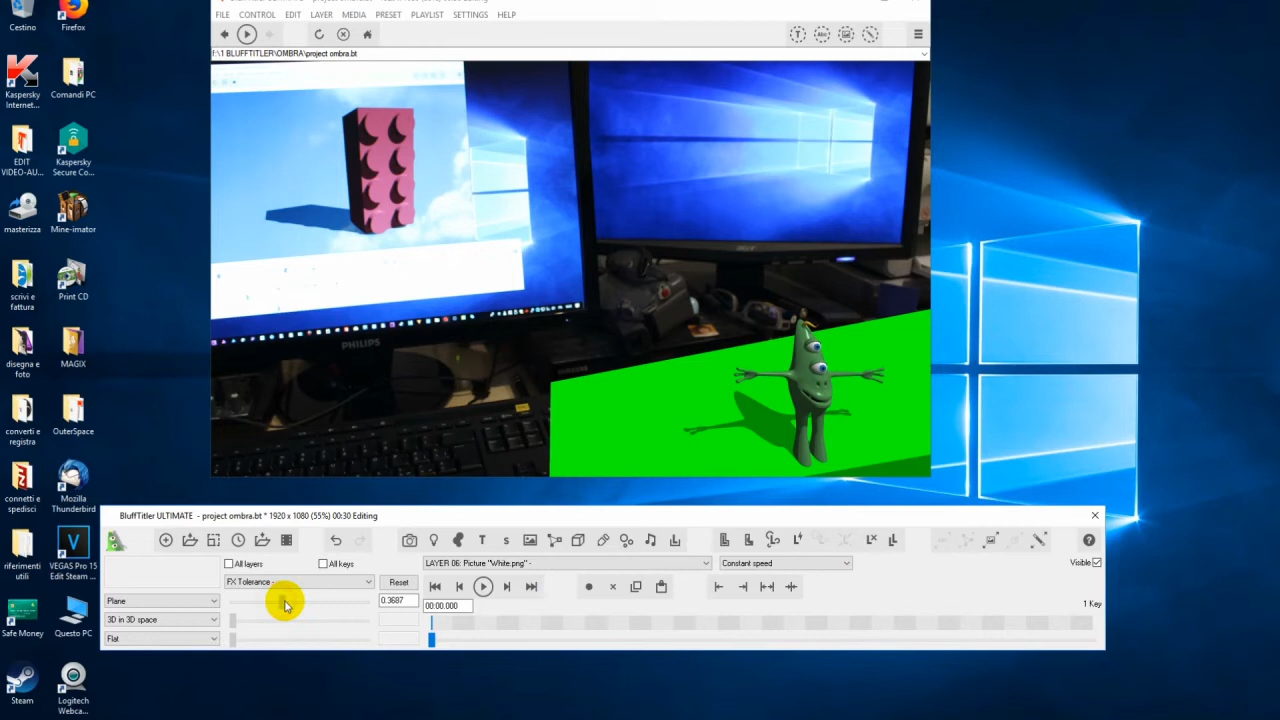 FILE CONTROL EDIT LAYER MEDIA PRESET PLAYLIST SETTINGS HELP
F:\1 BLUFFTITLER\OMBRA\project ombra.bt
Cestino
Firefox
Kaspersky Internet...
Comandi PC
EDIT VIDEO-AU...
Kaspersky Secure Co...
masterizza
Mine-imator
scrivi e fattura
Print CD
disegna e foto
MAGIX
converti e registra
OuterSpace
connetti e spedisci
Mozilla Thunderbird
riferimenti utili
VEGAS Pro 15 Edit Steam ...
Safe Money
Questo PC
Steam
Logitech Webca...
PHILIPS
acer
BluffTitler ULTIMATE - project ombra.bt * 1920 x 1080 (55%) 00:30 Editing
All layers
All keys
LAYER 06: Picture "White.png" -
Constant speed
Visible
FX Tolerance -
Reset
Plane
0.3687
00:00.000
1 Key
3D in 3D space
Flat